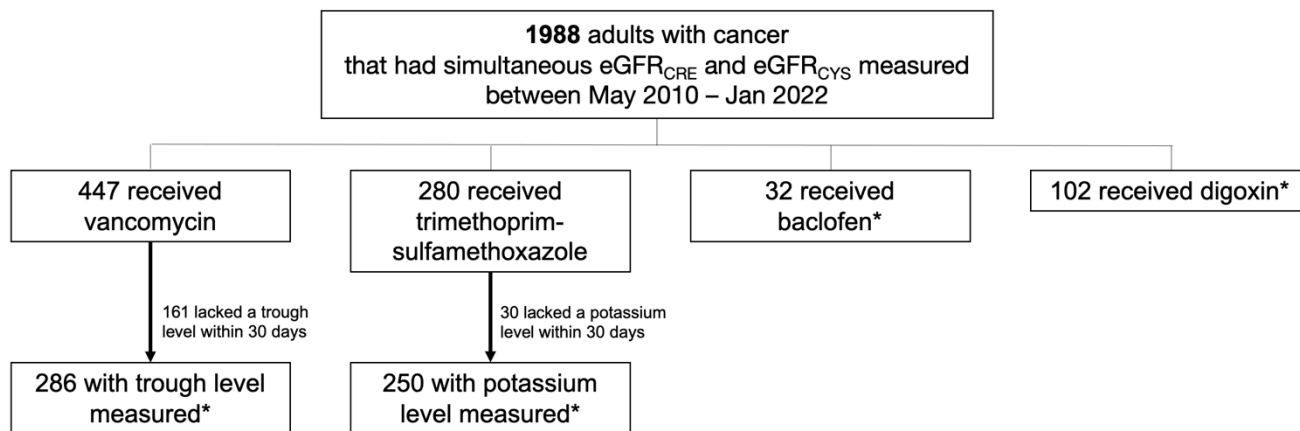 1988 adults with cancer
that had simultaneous eGFRCRE and eGFRCYS measured
between May 2010 – Jan 2022
447 received
vancomycin
280 received
trimethoprim-
sulfamethoxazole
32 received
baclofen*
102 received digoxin*
161 lacked a trough
level within 30 days
30 lacked a potassium
level within 30 days
286 with trough level
measured*
250 with potassium
level measured*